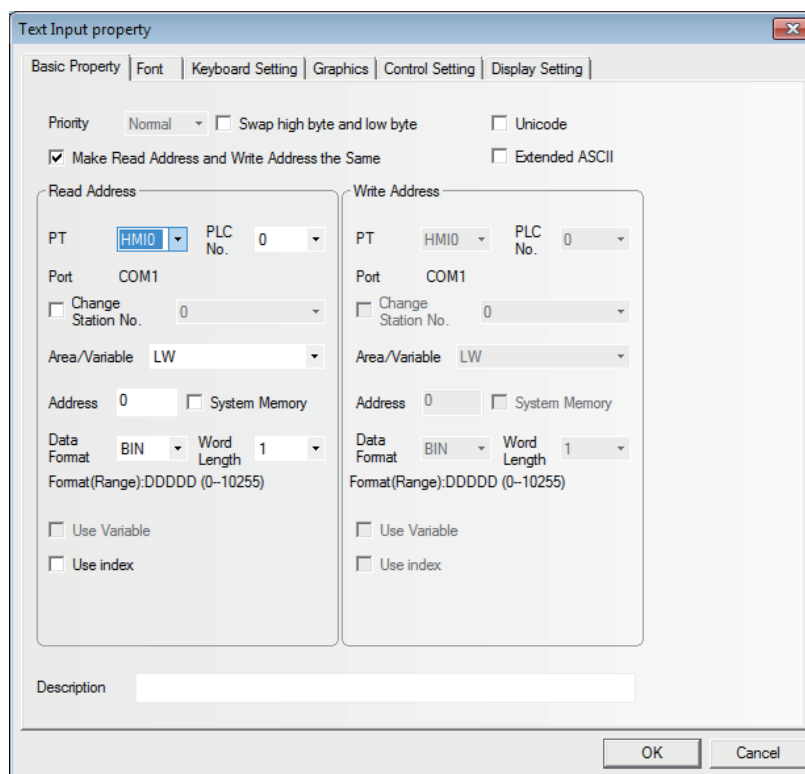 Text Input property
Basic Property Font Keyboard Setting Graphics Control Setting Display Setting
Priority Normal Swap high byte and low byte Unicode
Make Read Address and Write Address the Same Extended ASCII
Read Address Write Address
PT HMI0 PLC No. 0 PT HMI0 PLC No. 0
Port COM1 Port COM1
Change Station No. 0 Change Station No. 0
Area/Variable LW Area/Variable LW
Address 0 System Memory Address 0 System Memory
Data Format BIN Word Length 1 Data Format BIN Word Length 1
Format(Range):DDDDD (0--10255) Format(Range):DDDDD (0--10255)
Use Variable Use Variable
Use index Use index
Description
OK Cancel